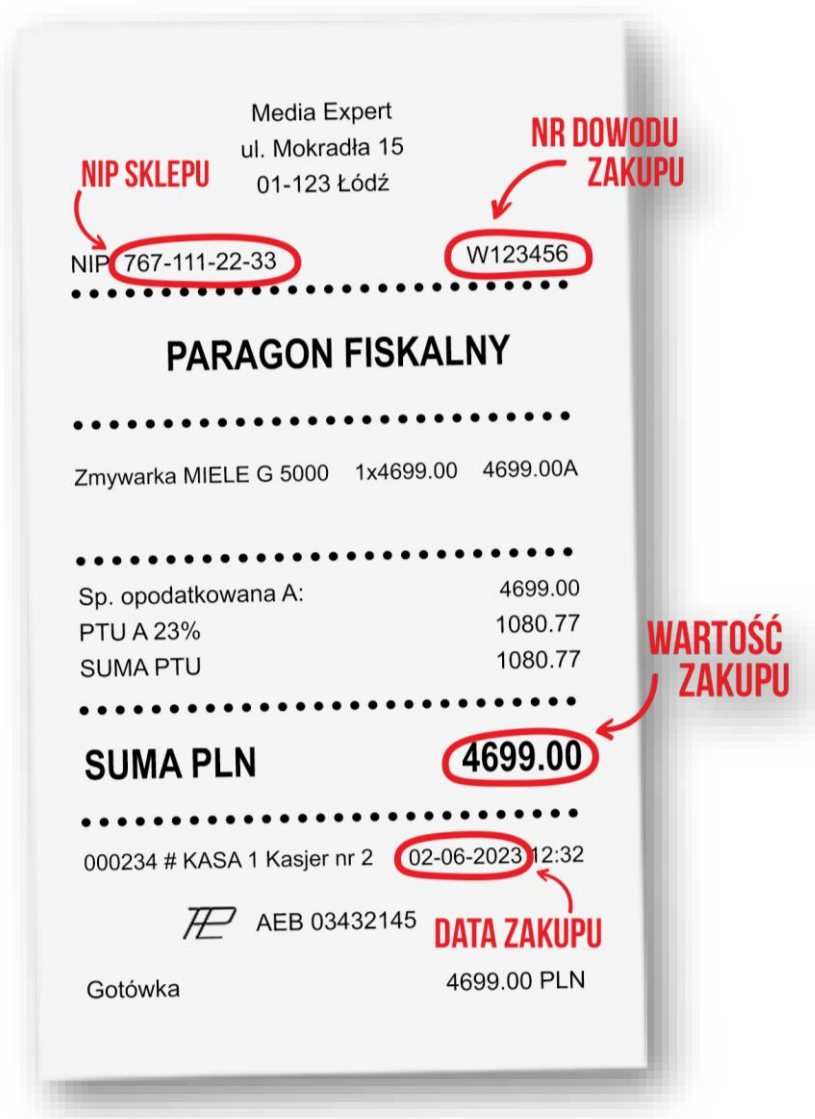 Media Expert
ul. Mokradła 15
01-123 Łódź
NIP SKLEPU
NR DOWODU
ZAKUPU
NIP 767-111-22-33 W123456
PARAGON FISKALNY
Zmywarka MIELE G 5000 1x4699.00 4699.00A
Sp. opodatkowana A: 4699.00
PTU A 23% 1080.77
SUMA PTU 1080.77
WARTOŚĆ
ZAKUPU
SUMA PLN 4699.00
000234 # KASA 1 Kasjer nr 2 02-06-2023 12:32
AEB 03432145
DATA ZAKUPU
Gotówka 4699.00 PLN